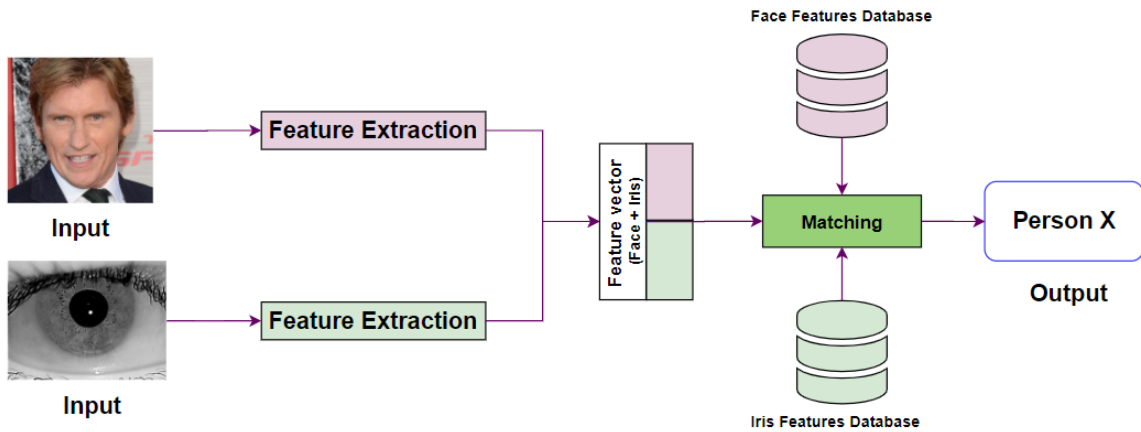 Face Features Database
Feature Extraction
Input
Feature vector
(Face + Iris)
Matching
Person X
Output
Feature Extraction
Input
Iris Features Database